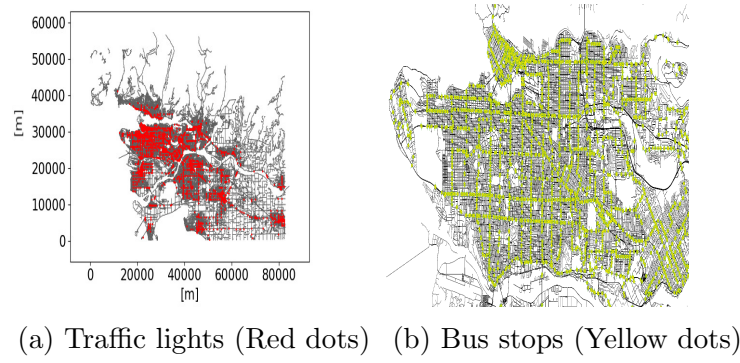 60000
50000
40000
30000
20000
10000
0
[m]
0 20000 40000 60000 80000
[m]
(a) Traffic lights (Red dots) (b) Bus stops (Yellow dots)